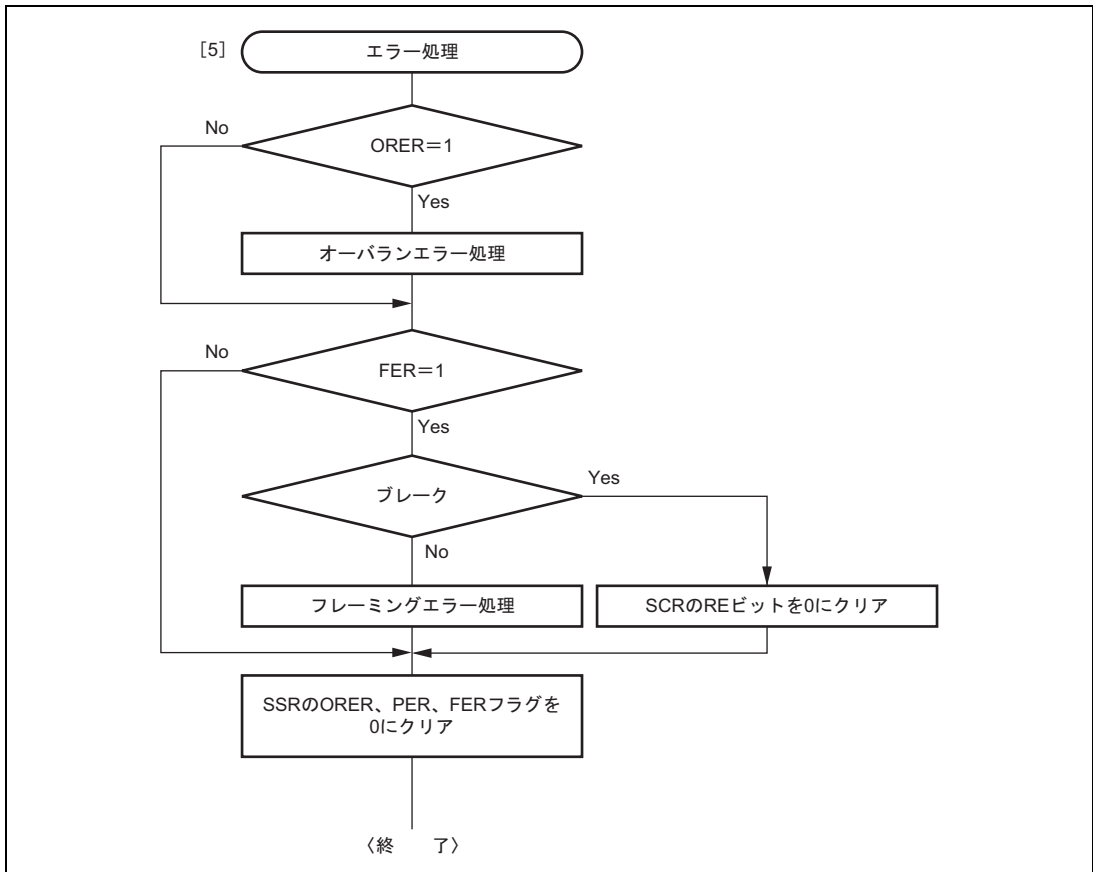 [5]
エラー処理
No
ORER＝1
Yes
オーバランエラー処理
No
FER＝1
Yes
ブレーク
Yes
No
フレーミングエラー処理
SCRのREビットを0にクリア
SSRのORER、PER、FERフラグを
0にクリア
〈終　了〉